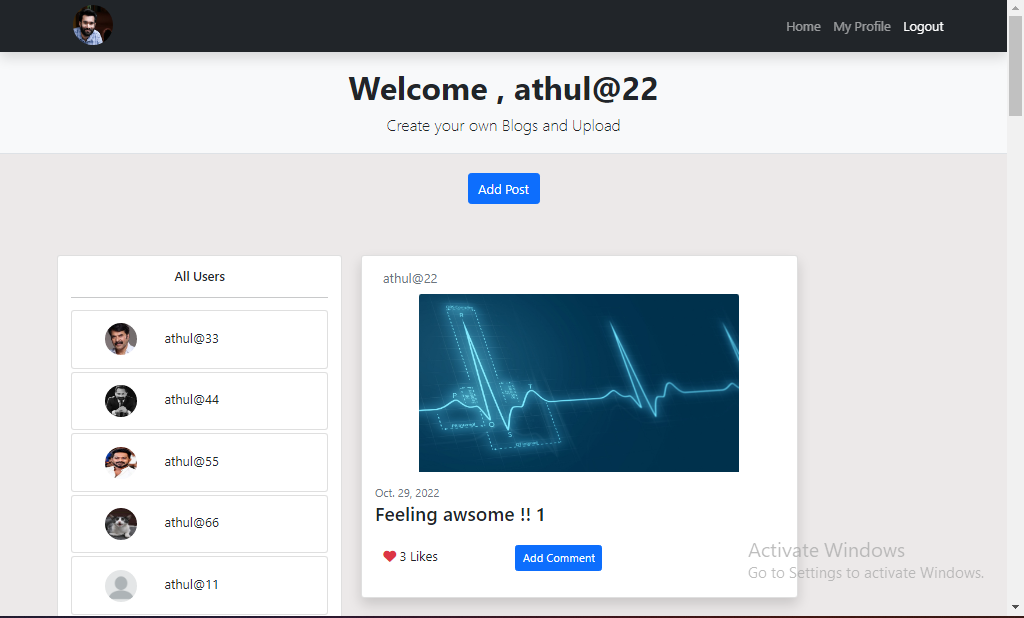 Home My Profile Logout
Welcome , athul@22
Create your own Blogs and Upload
Add Post
All Users
athul@33
athul@44
athul@55
athul@66
athul@11
athul@22
R
P
T
Q
S
Oct. 29, 2022
Feeling awsome !! 1
3 Likes
Add Comment
Activate Windows
Go to Settings to activate Windows.